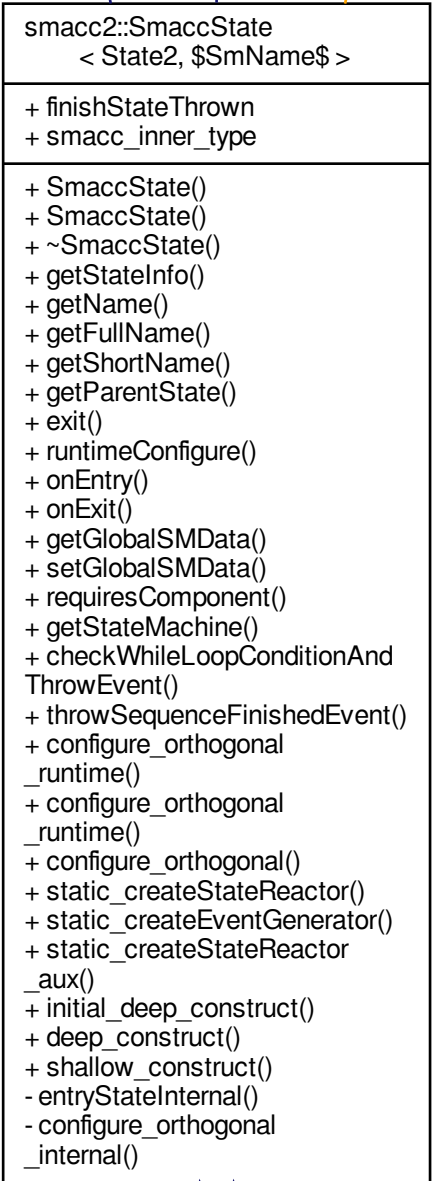 smacc2::SmaccState
< State2, $SmName$ >
+ finishStateThrown
+ smacc_inner_type
+ SmaccState()
+ SmaccState()
+ ~SmaccState()
+ getStateInfo()
+ getName()
+ getFullName()
+ getShortName()
+ getParentState()
+ exit()
+ runtimeConfigure()
+ onEntry()
+ onExit()
+ getGlobalSMData()
+ setGlobalSMData()
+ requiresComponent()
+ getStateMachine()
+ checkWhileLoopConditionAnd
ThrowEvent()
+ throwSequenceFinishedEvent()
+ configure_orthogonal
_runtime()
+ configure_orthogonal
_runtime()
+ configure_orthogonal()
+ static_createStateReactor()
+ static_createEventGenerator()
+ static_createStateReactor
_aux()
+ initial_deep_construct()
+ deep_construct()
+ shallow_construct()
- entryStateInternal()
- configure_orthogonal
_internal()